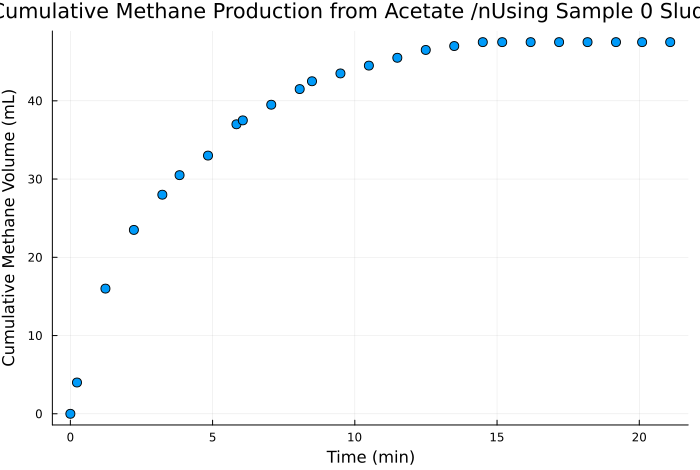 Cumulative Methane Production from Acetate /nUsing Sample 0
Cumulative Methane Volume (mL)
40
30
20
10
0
0 5 10 15 20
Time (min)